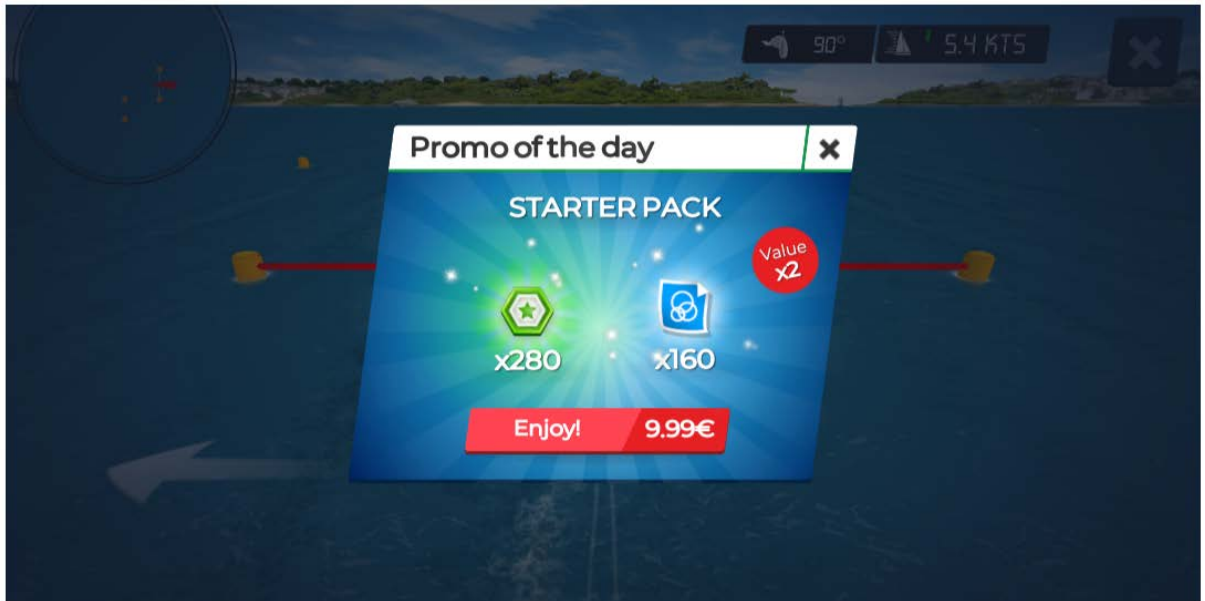 90°
5.4 KTS
Promo of the day
STARTER PACK
Value
x2
x280
x160
Enjoy!
9.99€